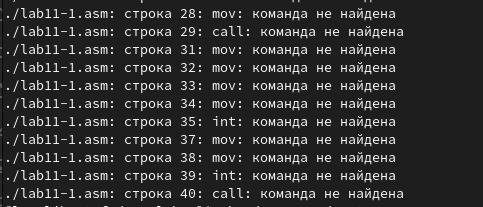 ./lab11-1.asm: строка 28: mov: команда не найдена
./lab11-1.asm: строка 29: call: команда не найдена
./lab11-1.asm: строка 31: mov: команда не найдена
./lab11-1.asm: строка 32: mov: команда не найдена
./lab11-1.asm: строка 33: mov: команда не найдена
./lab11-1.asm: строка 34: mov: команда не найдена
./lab11-1.asm: строка 35: int: команда не найдена
./lab11-1.asm: строка 37: mov: команда не найдена
./lab11-1.asm: строка 38: mov: команда не найдена
./lab11-1.asm: строка 39: int: команда не найдена
./lab11-1.asm: строка 40: call: команда не найдена